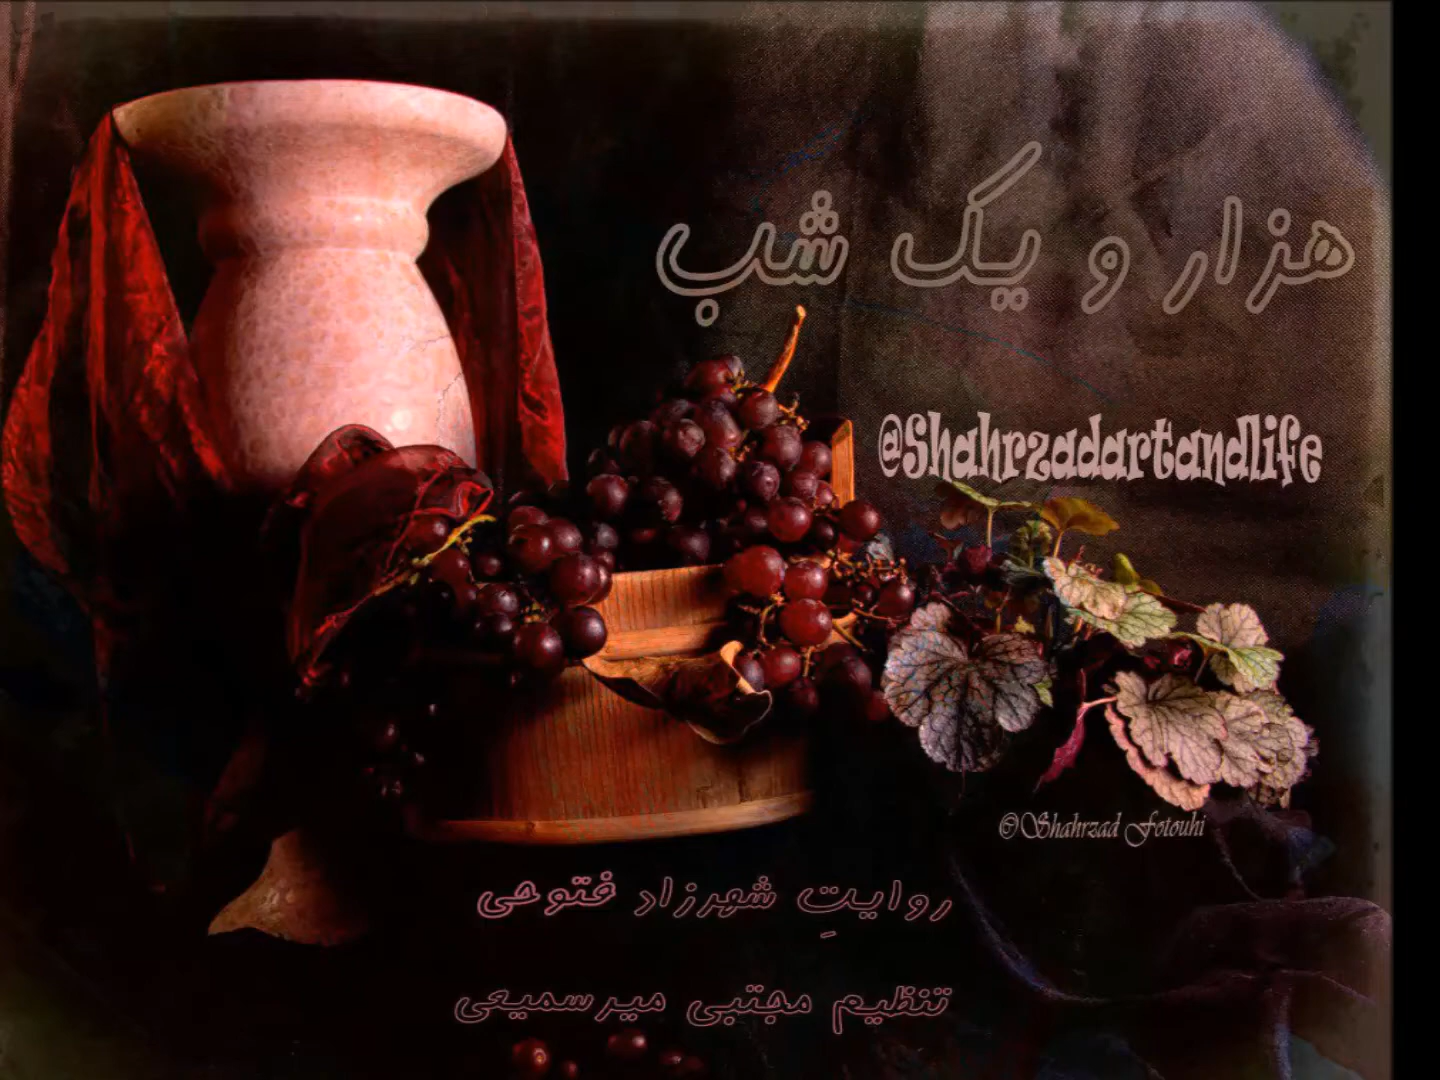 هزار و یک شب
@Shahrzadartandlife
©Shahrzad Fotouhi
روایتِ شهرزاد فتوحی
تنظیم مجتبی میرسمیعی